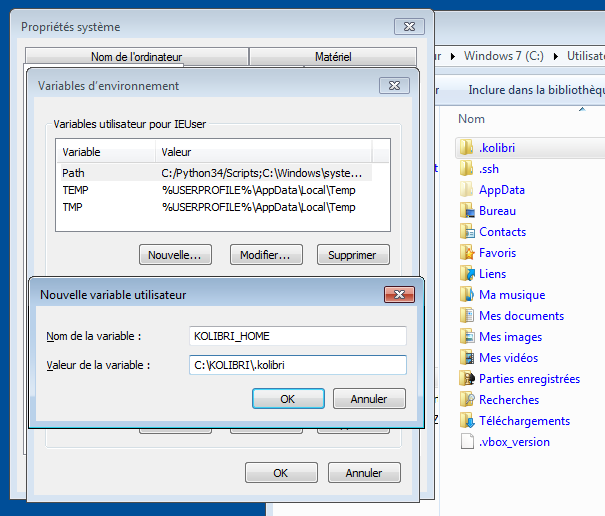 Propriétés système
Nom de l'ordinateur
Matériel
Variables d'environnement
Variables utilisateur pour IEUser
Variable
Valeur
Path
C:/Python34/Scripts;C:\Windows\syste...
TEMP
%USERPROFILE%\AppData\Local\Temp
TMP
%USERPROFILE%\AppData\Local\Temp
Nouvelle...
Modifier...
Supprimer
Nouvelle variable utilisateur
Nom de la variable :
KOLIBRI_HOME
Valeur de la variable :
C:\KOLIBRI\.kolibri
OK
Annuler
OK
Annuler
Windows 7 (C:)
Utilisate
Inclure dans la bibliothèqu
Nom
.kolibri
.ssh
AppData
Bureau
Contacts
Favoris
Liens
Ma musique
Mes documents
Mes images
Mes vidéos
Parties enregistrées
Recherches
Téléchargements
.vbox_version